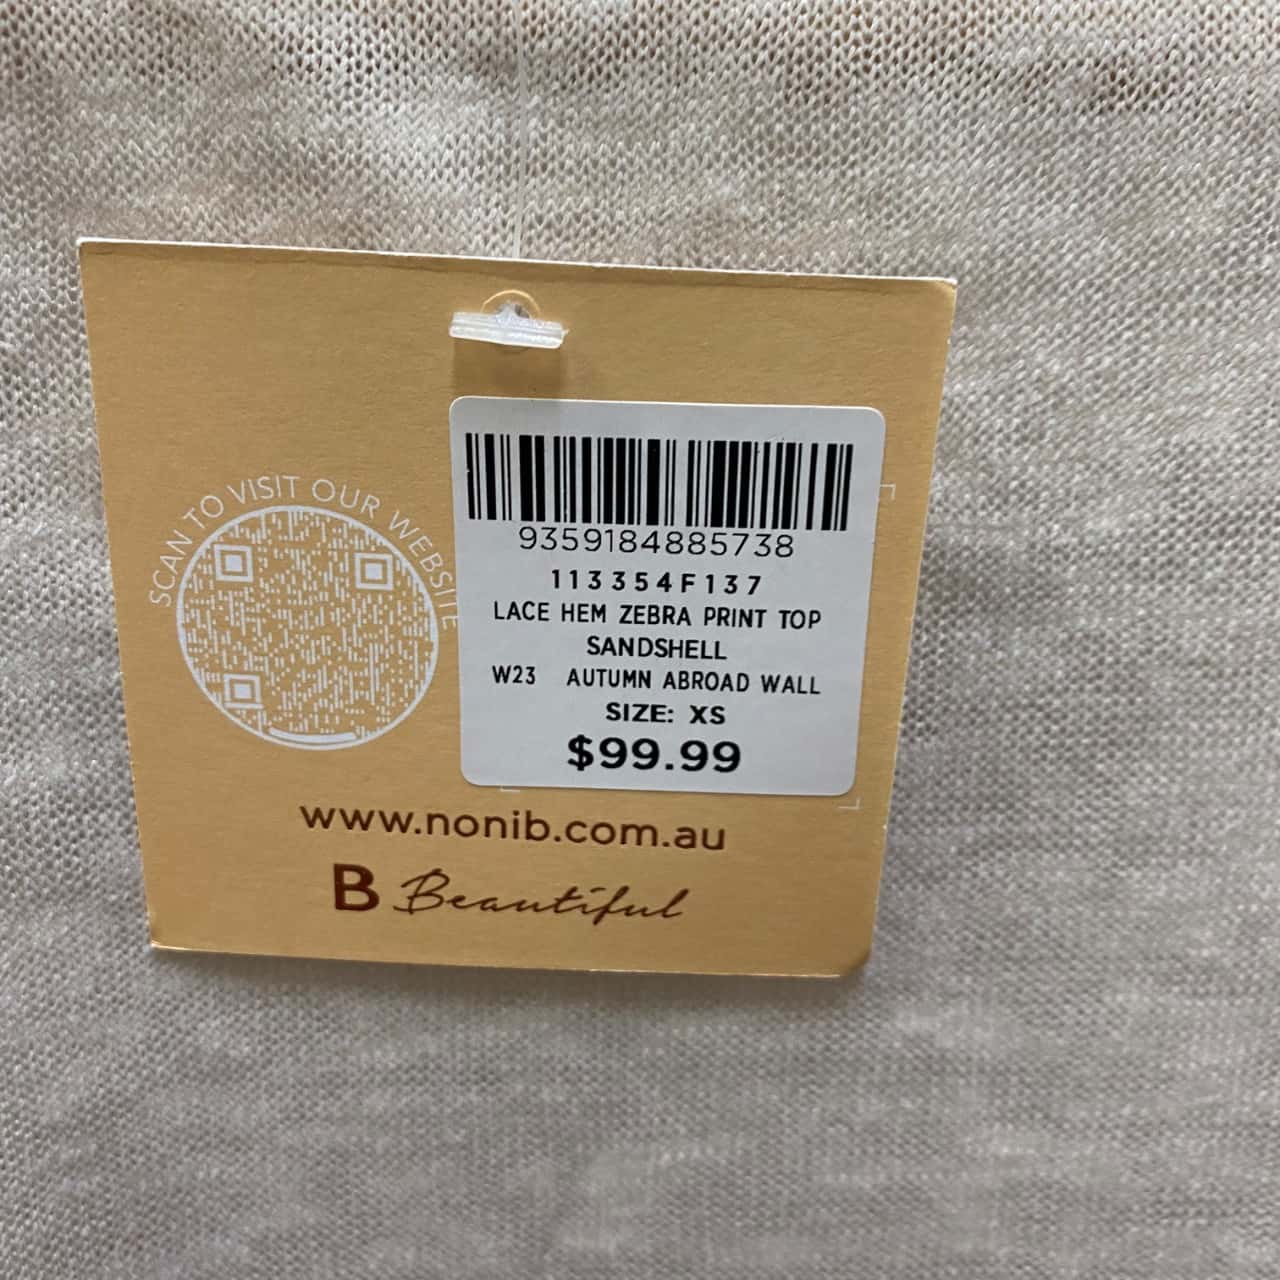 SCAN TO VISIT OUR WEBSITE
9359184885738
113354F137
LACE HEM ZEBRA PRINT TOP
SANDSHELL
W23 AUTUMN ABROAD WALL
SIZE: XS
$99.99
www.nonib.com.au
B Beautiful